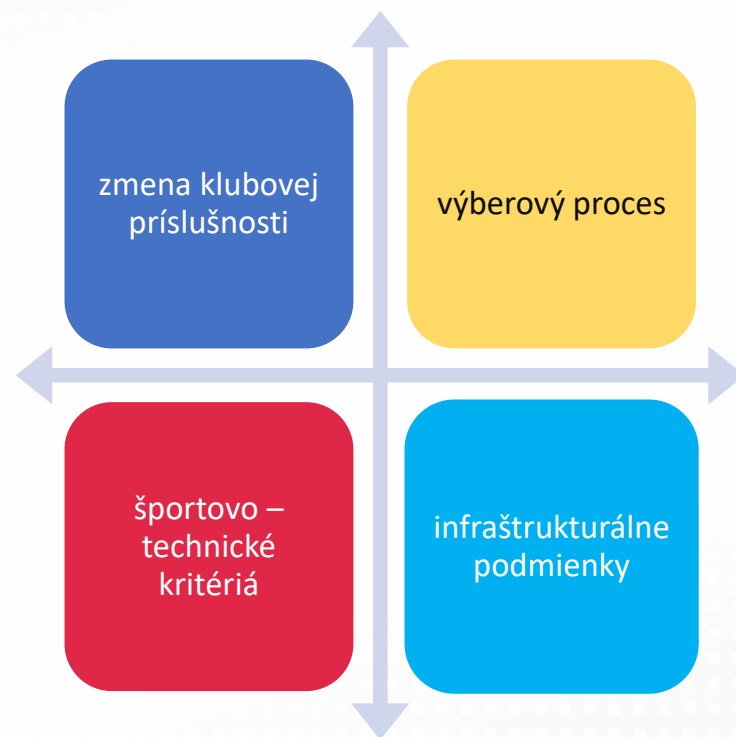 zmena klubovej
príslušnosti
výberový proces
športovo –
technické
kritériá
infraštrukturálne
podmienky